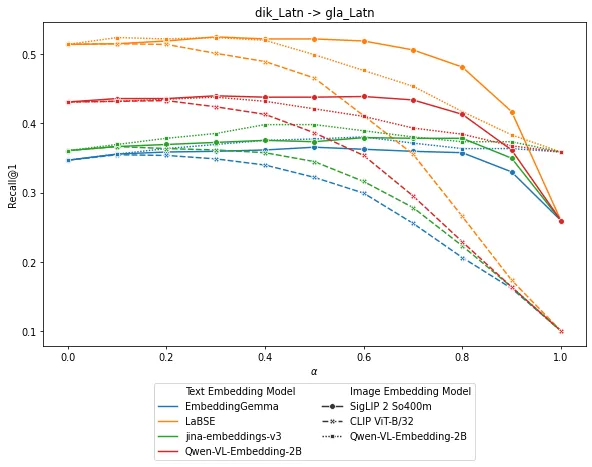 dik_Latn -> gla_Latn
0.5
0.4
0.3
0.2
0.1
Recall@1
0.0 0.2 0.4 0.6 0.8 1.0
α
Text Embedding Model Image Embedding Model
EmbeddingGemma SigLIP 2 So400m
LaBSE CLIP ViT-B/32
jina-embeddings-v3 Qwen-VL-Embedding-2B
Qwen-VL-Embedding-2B